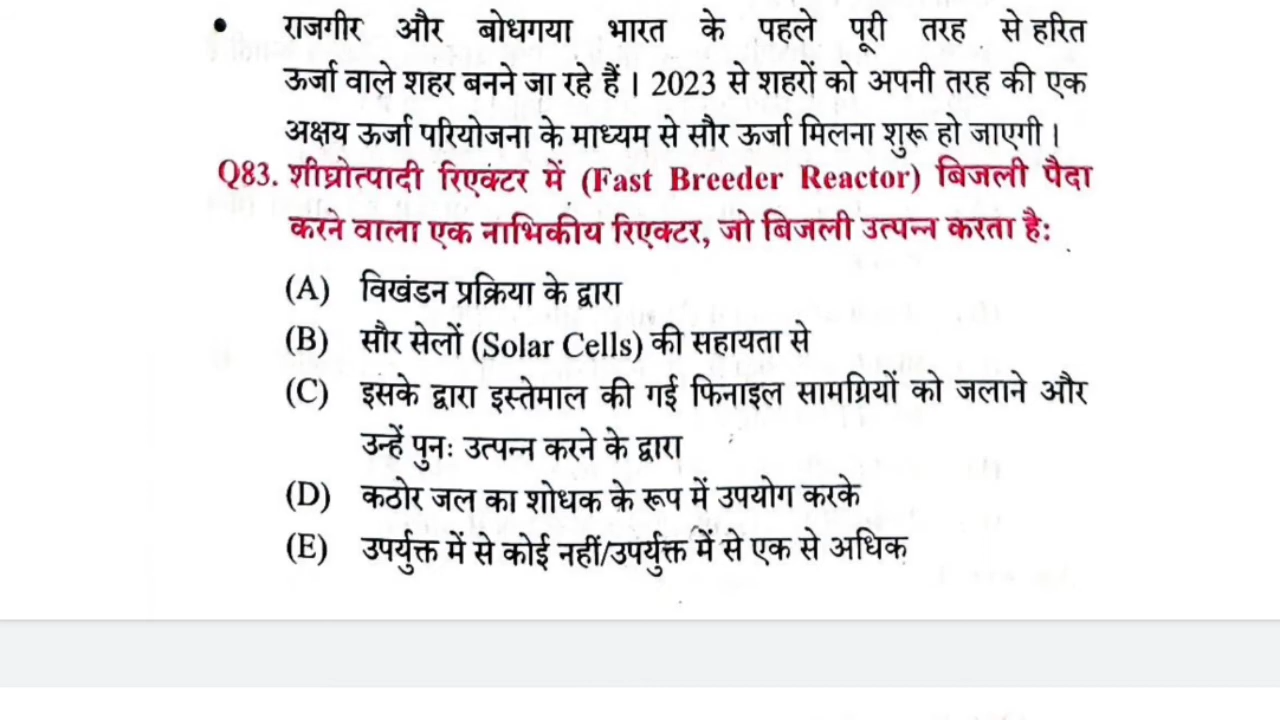 • राजगीर और बोधगया भारत के पहले पूरी तरह से हरित
ऊर्जा वाले शहर बनने जा रहे हैं। 2023 से शहरों को अपनी तरह की एक
अक्षय ऊर्जा परियोजना के माध्यम से सौर ऊर्जा मिलना शुरू हो जाएगी।
Q83. शीघ्रोत्पादी रिएक्टर में (Fast Breeder Reactor) बिजली पैदा
करने वाला एक नाभिकीय रिएक्टर, जो बिजली उत्पन्न करता है:
(A) विखंडन प्रक्रिया के द्वारा
(B) सौर सेलों (Solar Cells) की सहायता से
(C) इसके द्वारा इस्तेमाल की गई फिनाइल सामग्रियों को जलाने और
उन्हें पुनः उत्पन्न करने के द्वारा
(D) कठोर जल का शोधक के रूप में उपयोग करके
(E) उपर्युक्त में से कोई नहीं/उपर्युक्त में से एक से अधिक